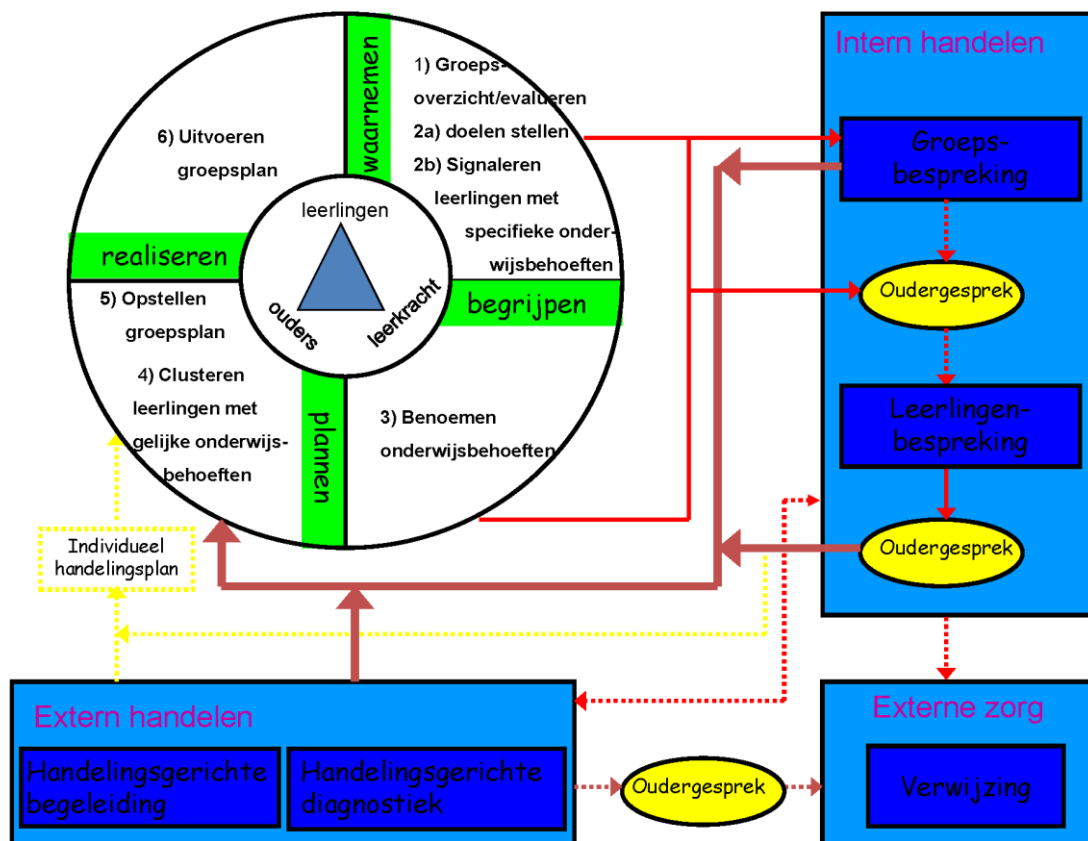 waarnemen
1) Groeps-
overzicht/evalueren
2a) doelen stellen
2b) Signaleren
leerlingen met
specifieke onder-
wijsbehoeften
begrijpen
3) Benoemen
onderwijsbehoeften
plannen
4) Clusteren
leerlingen met
gelijke onderwijs-
behoeften
5) Opstellen
groepsplan
realiseren
6) Uitvoeren
groepsplan
leerlingen
ouders
leerkracht
Individueel
handelingsplan
Intern handelen
Groeps-
bespreking
Oudergesprek
Leerlingen-
bespreking
Oudergesprek
Extern handelen
Handelingsgerichte
begeleiding
Handelingsgerichte
diagnostiek
Oudergesprek
Externe zorg
Verwijzing